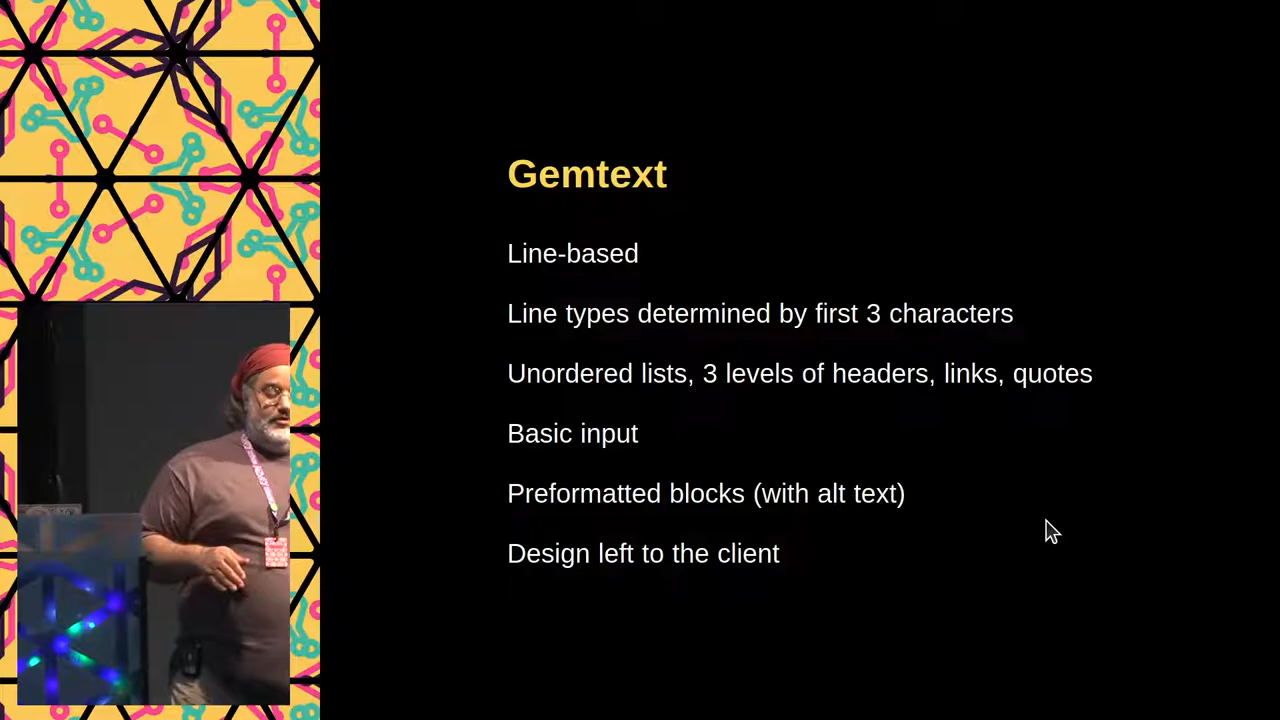 Gemtext
Line-based
Line types determined by first 3 characters
Unordered lists, 3 levels of headers, links, quotes
Basic input
Preformatted blocks (with alt text)
Design left to the client